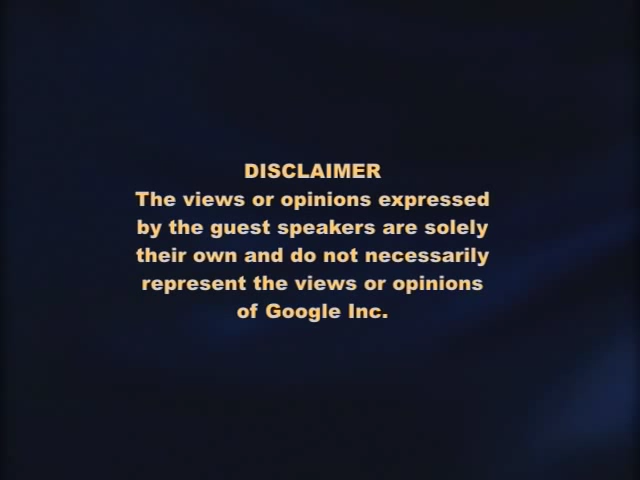 DISCLAIMER
The views or opinions expressed
by the guest speakers are solely
their own and do not necessarily
represent the views or opinions
of Google Inc.